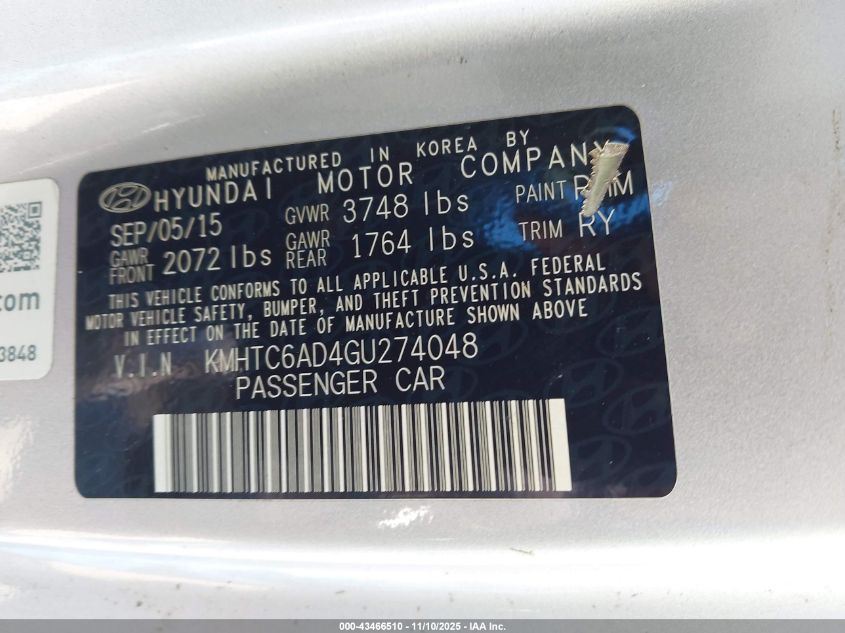 MANUFACTURED IN KOREA BY
HYUNDAI MOTOR COMPANY
SEP/05/15 GVWR 3748 lbs PAINT
GAWR FRONT 2072 lbs GAWR REAR 1764 lbs TRIM RY
THIS VEHICLE CONFORMS TO ALL APPLICABLE U.S.A. FEDERAL
MOTOR VEHICLE SAFETY, BUMPER, AND THEFT PREVENTION STANDARDS
IN EFFECT ON THE DATE OF MANUFACTURE SHOWN ABOVE
V.I.N KMHTC6AD4GU274048
PASSENGER CAR
.com
3848
000-43466510 - 11/10/2025 - IAA Inc.